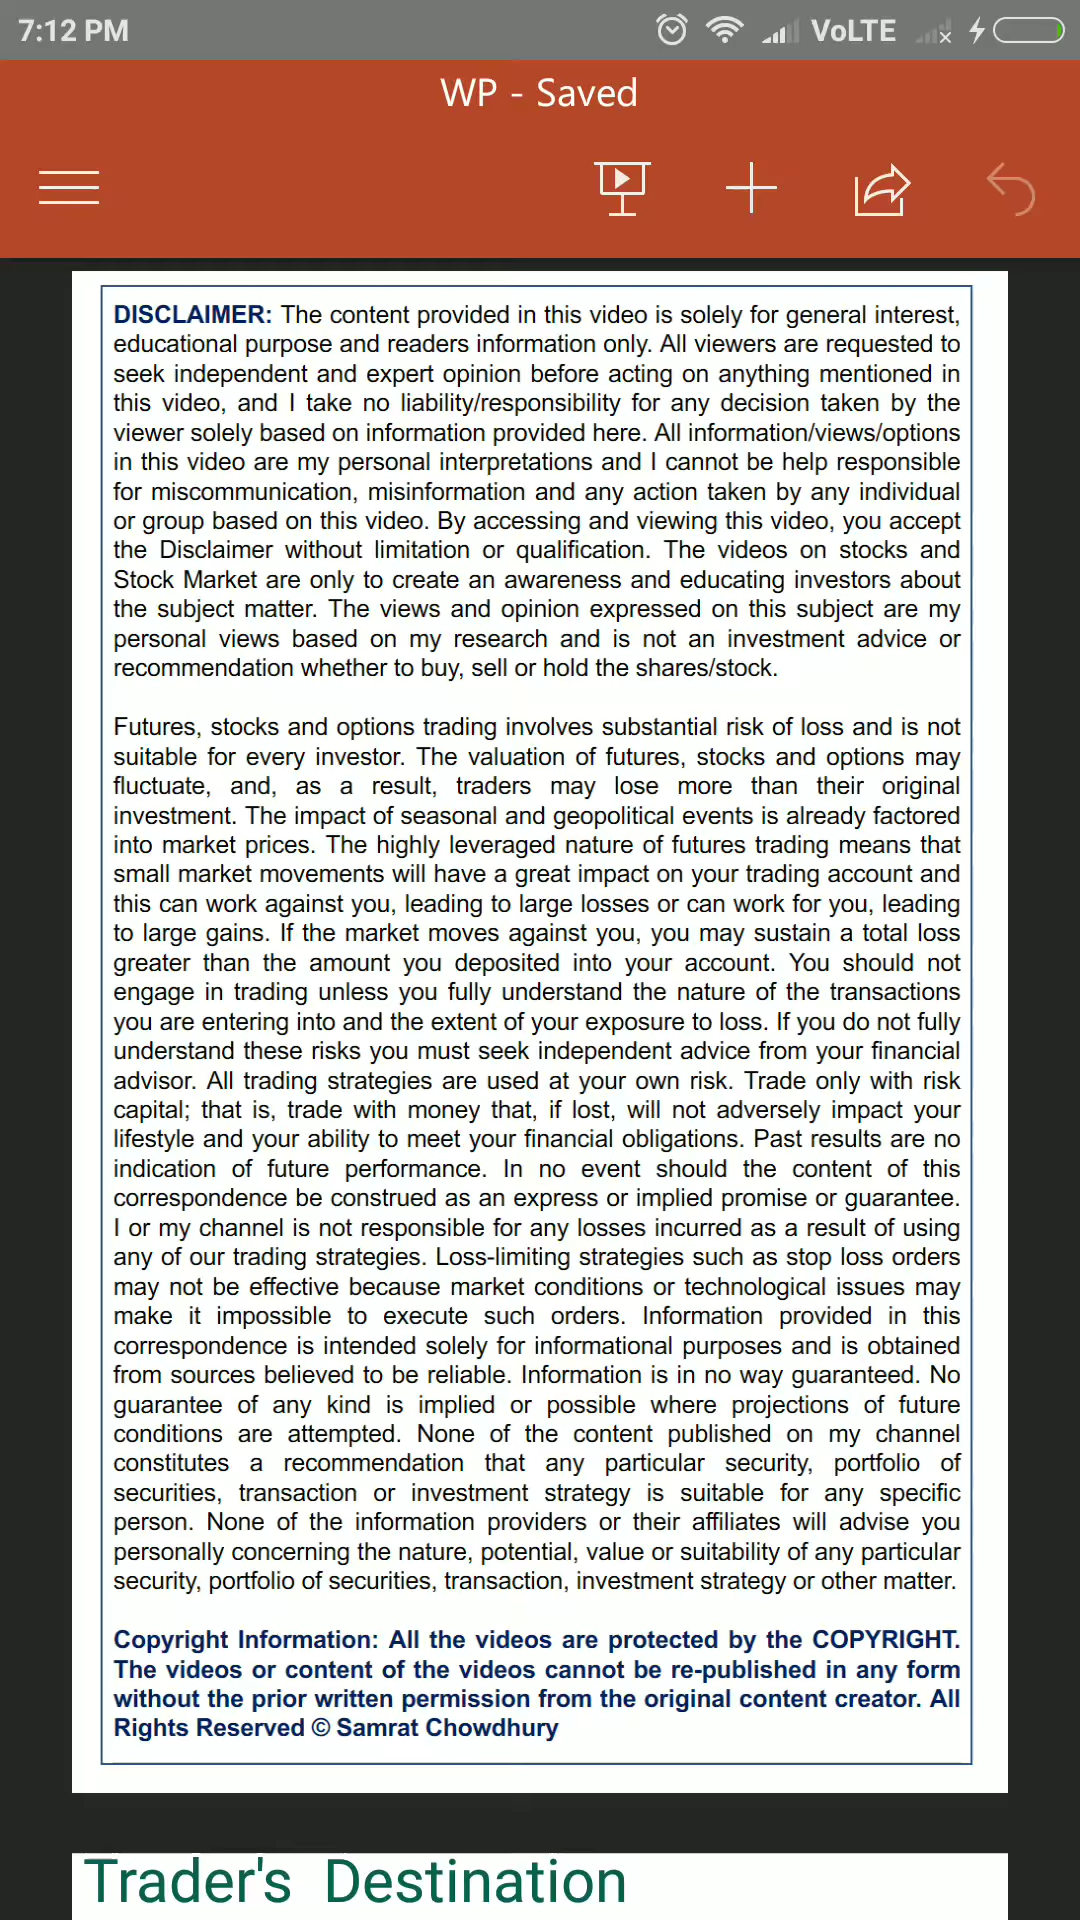 7:12 PM
VoLTE
WP - Saved
DISCLAIMER: The content provided in this video is solely for general interest,
educational purpose and readers information only. All viewers are requested to
seek independent and expert opinion before acting on anything mentioned in
this video, and I take no liability/responsibility for any decision taken by the
viewer solely based on information provided here. All information/views/options
in this video are my personal interpretations and I cannot be help responsible
for miscommunication, misinformation and any action taken by any individual
or group based on this video. By accessing and viewing this video, you accept
the Disclaimer without limitation or qualification. The videos on stocks and
Stock Market are only to create an awareness and educating investors about
the subject matter. The views and opinion expressed on this subject are my
personal views based on my research and is not an investment advice or
recommendation whether to buy, sell or hold the shares/stock.
Futures, stocks and options trading involves substantial risk of loss and is not
suitable for every investor. The valuation of futures, stocks and options may
fluctuate, and, as a result, traders may lose more than their original
investment. The impact of seasonal and geopolitical events is already factored
into market prices. The highly leveraged nature of futures trading means that
small market movements will have a great impact on your trading account and
this can work against you, leading to large losses or can work for you, leading
to large gains. If the market moves against you, you may sustain a total loss
greater than the amount you deposited into your account. You should not
engage in trading unless you fully understand the nature of the transactions
you are entering into and the extent of your exposure to loss. If you do not fully
understand these risks you must seek independent advice from your financial
advisor. All trading strategies are used at your own risk. Trade only with risk
capital; that is, trade with money that, if lost, will not adversely impact your
lifestyle and your ability to meet your financial obligations. Past results are no
indication of future performance. In no event should the content of this
correspondence be construed as an express or implied promise or guarantee.
I or my channel is not responsible for any losses incurred as a result of using
any of our trading strategies. Loss-limiting strategies such as stop loss orders
may not be effective because market conditions or technological issues may
make it impossible to execute such orders. Information provided in this
correspondence is intended solely for informational purposes and is obtained
from sources believed to be reliable. Information is in no way guaranteed. No
guarantee of any kind is implied or possible where projections of future
conditions are attempted. None of the content published on my channel
constitutes a recommendation that any particular security, portfolio of
securities, transaction or investment strategy is suitable for any specific
person. None of the information providers or their affiliates will advise you
personally concerning the nature, potential, value or suitability of any particular
security, portfolio of securities, transaction, investment strategy or other matter.
Copyright Information: All the videos are protected by the COPYRIGHT.
The videos or content of the videos cannot be re-published in any form
without the prior written permission from the original content creator. All
Rights Reserved © Samrat Chowdhury
Trader's Destination